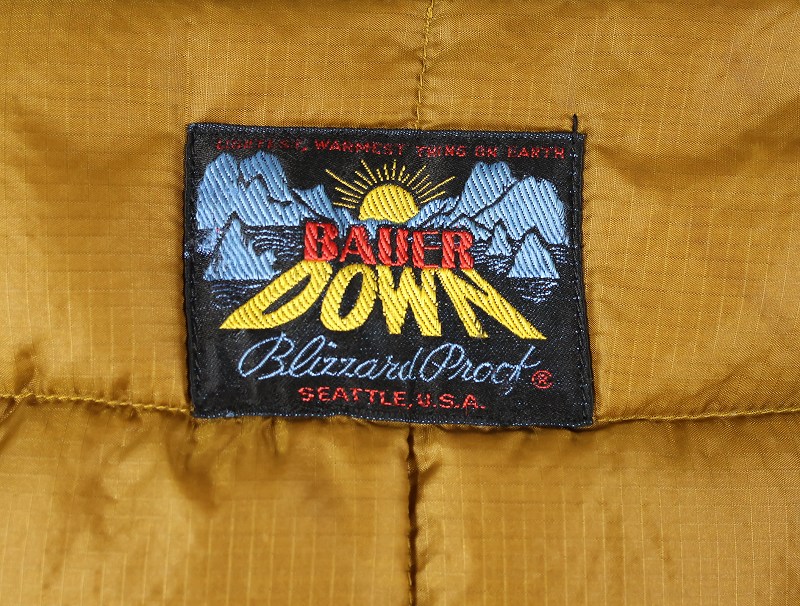 LIGHTEST WARMEST THING ON EARTH
BAUER
DOWN
Blizzard Proof ®
SEATTLE, U.S.A.